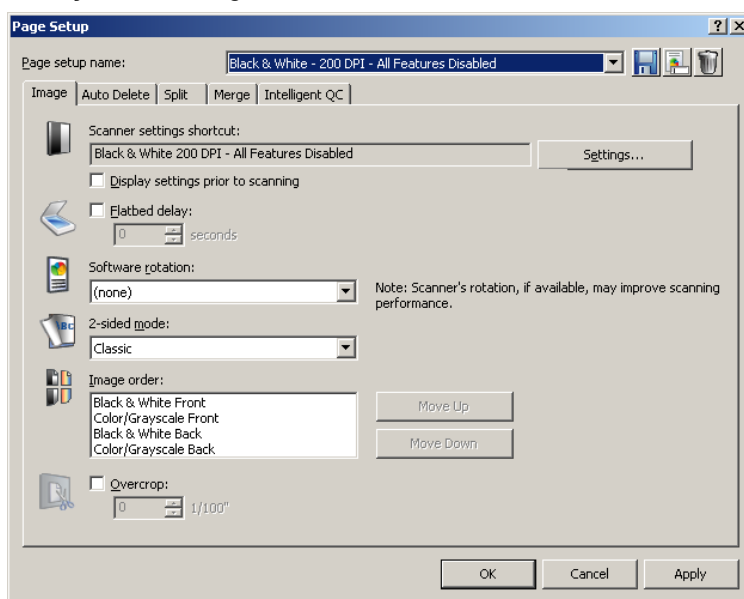 Page Setup
Page setup name: Black & White - 200 DPI - All Features Disabled
Image Auto Delete Split Merge Intelligent QC
Scanner settings shortcut:
Black & White 200 DPI - All Features Disabled Settings...
Display settings prior to scanning
Flatbed delay:
0 seconds
Software rotation:
(none)
Note: Scanner's rotation, if available, may improve scanning
performance.
2-sided mode:
Classic
Image order:
Black & White Front
Color/Grayscale Front
Black & White Back
Color/Grayscale Back
Move Up
Move Down
Overcrop:
0 1/100"
OK Cancel Apply